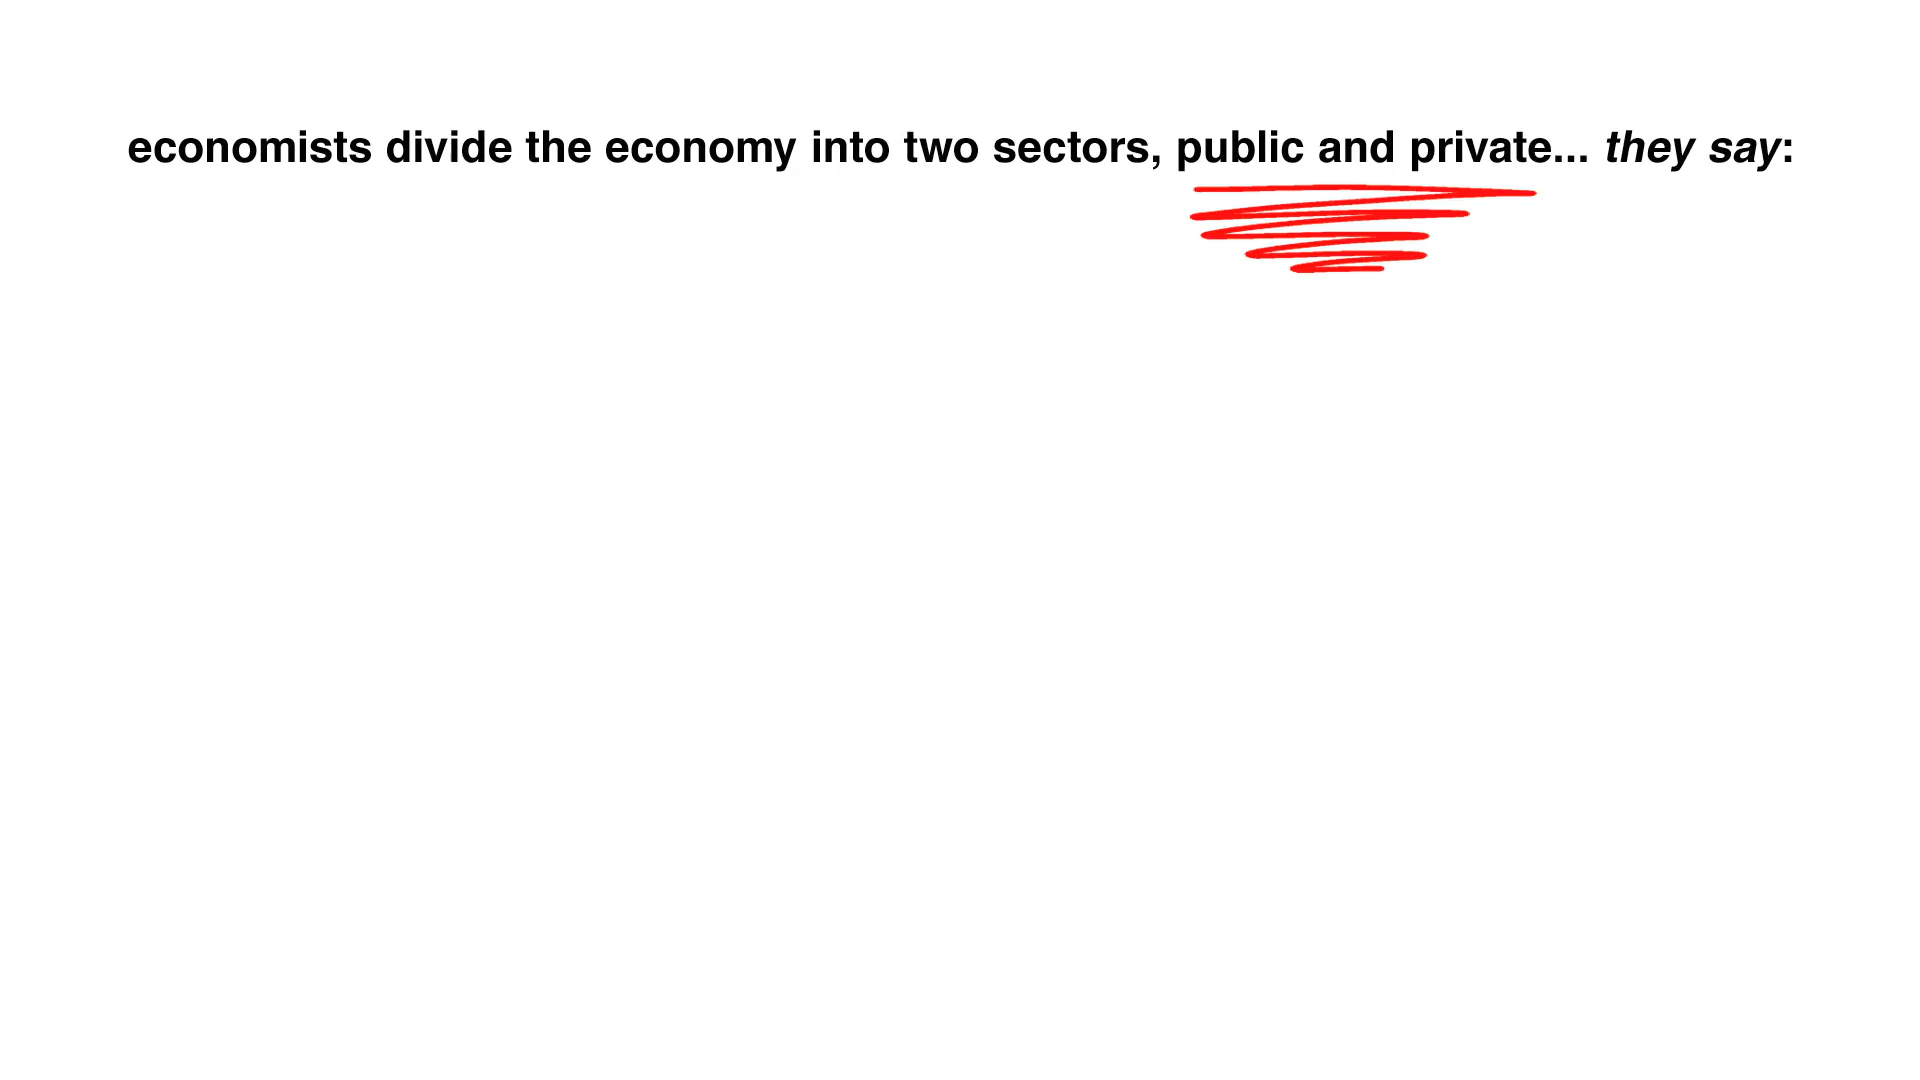 economists divide the economy into two sectors, public and private... they say: